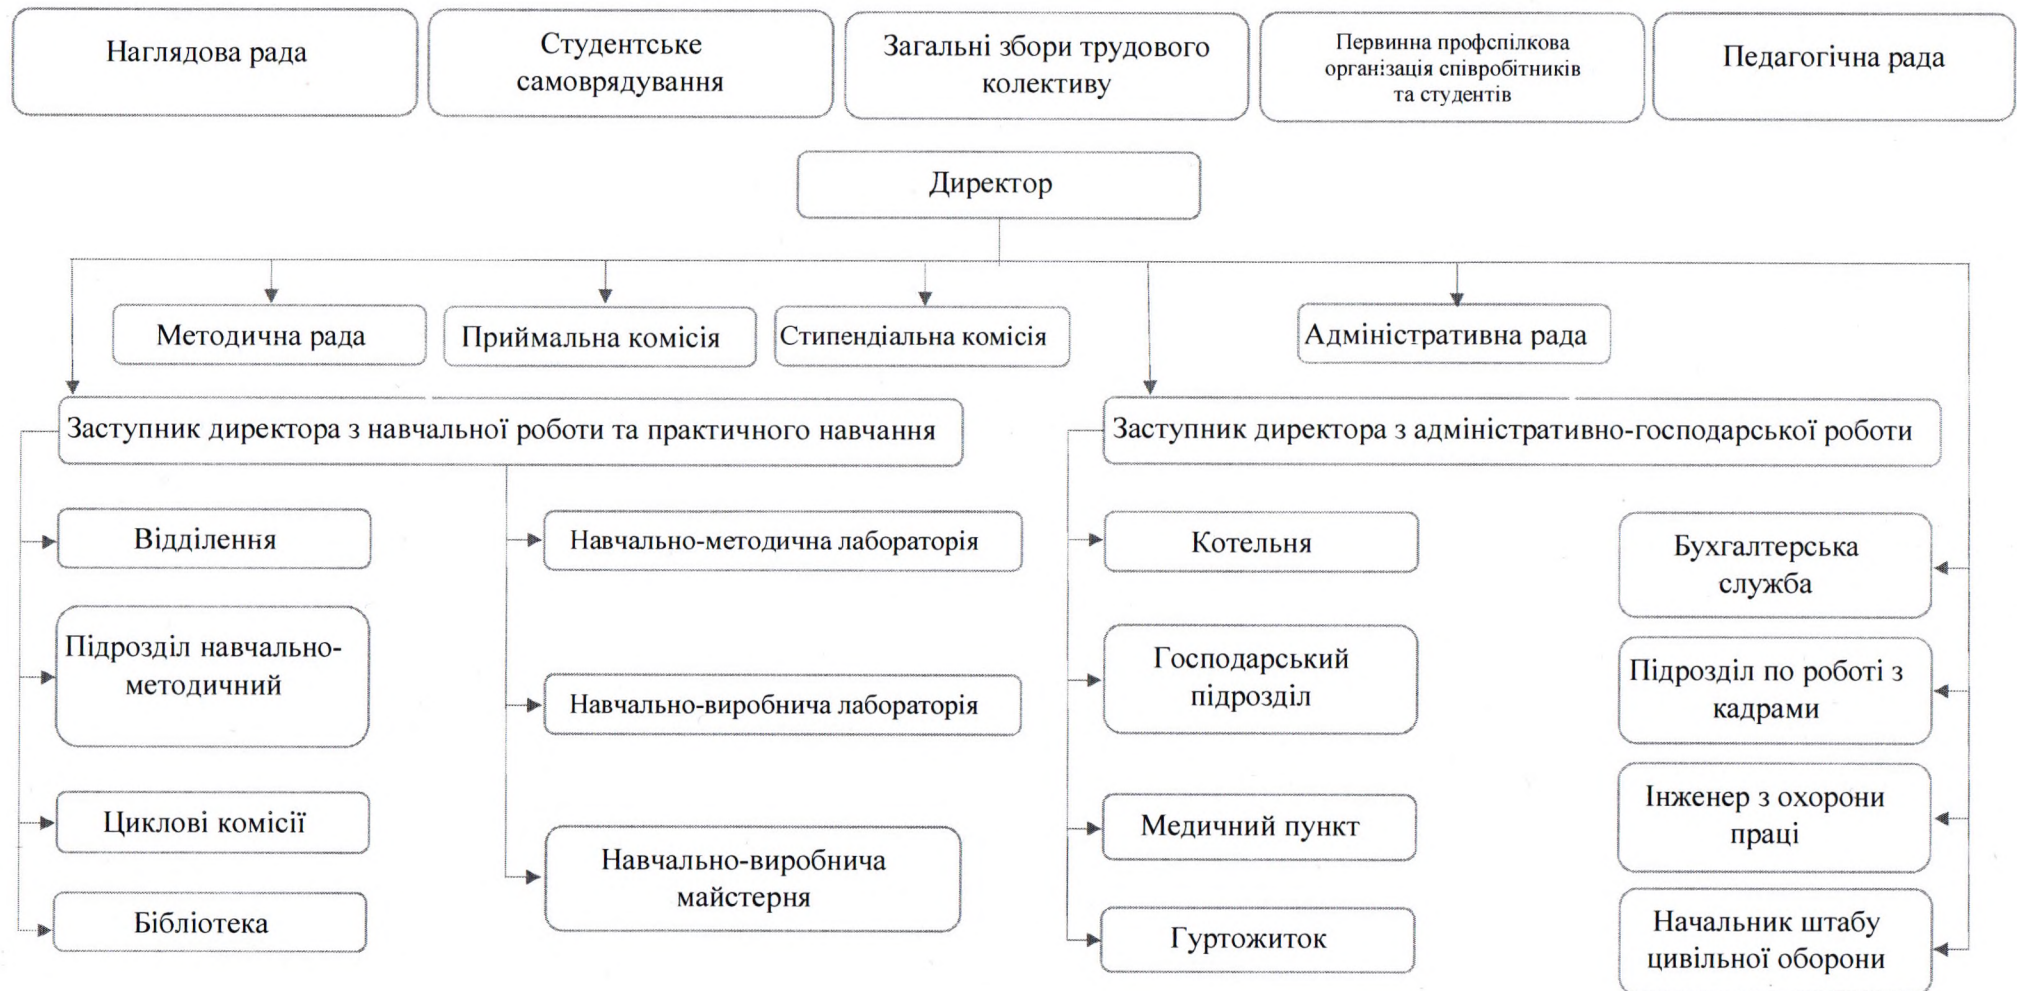 Наглядова рада
Студентське
самоврядування
Загальні збори трудового
колективу
Первинна профспілкова
організація співробітників
та студентів
Педагогічна рада
Директор
Методична рада
Приймальна комісія
Стипендіальна комісія
Адміністративна рада
Заступник директора з навчальної роботи та практичного навчання
Заступник директора з адміністративно-господарської роботи
Відділення
Підрозділ навчально-
методичний
Циклові комісії
Бібліотека
Навчально-методична лабораторія
Навчально-виробнича лабораторія
Навчально-виробнича
майстерня
Котельня
Господарський
підрозділ
Медичний пункт
Гуртожиток
Бухгалтерська
служба
Підрозділ по роботі з
кадрами
Інженер з охорони
праці
Начальник штабу
цивільної оборони